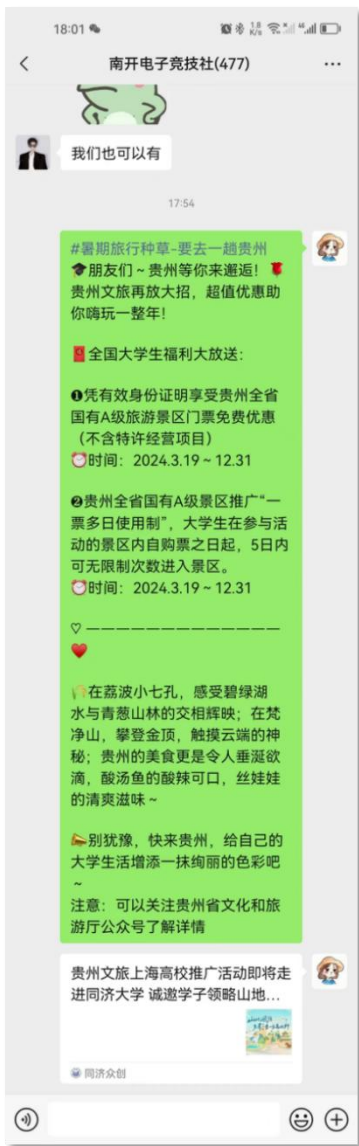 18:01
1.8
K/s
南开电子竞技社(477)
我们也可以有
17:54
#暑期旅行种草-要去一趟贵州
🎓朋友们～贵州等你来邂逅！🌹
贵州文旅再放大招，超值优惠助
你嗨玩一整年！
🧧全国大学生福利大放送：
❶凭有效身份证明享受贵州全省
国有A级旅游景区门票免费优惠
（不含特许经营项目）
⏰时间：2024.3.19～12.31
❷贵州全省国有A级景区推广“一
票多日使用制”，大学生在参与活
动的景区内自购票之日起，5日内
可无限制次数进入景区。
⏰时间：2024.3.19～12.31
♡ —————————————
❤️
在荔波小七孔，感受碧绿湖
水与青葱山林的交相辉映；在梵
净山，攀登金顶，触摸云端的神
秘；贵州的美食更是令人垂涎欲
滴，酸汤鱼的酸辣可口，丝娃娃
的清爽滋味～
别犹豫，快来贵州，给自己的
大学生活增添一抹绚丽的色彩吧
～
注意：可以关注贵州省文化和旅
游厅公众号了解详情
贵州文旅上海高校推广活动即将走
进同济大学 诚邀学子领略山地...
同济众创